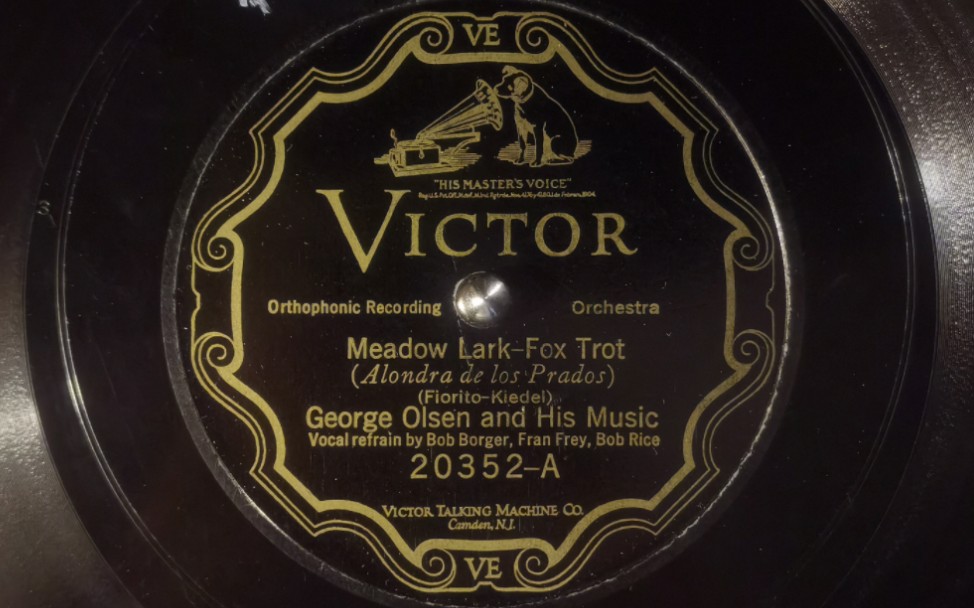 VE
"HIS MASTER'S VOICE"
VICTOR
Orthophonic Recording Orchestra
Meadow Lark-Fox Trot
(Alondra de los Prados)
(Fiorito-Kiedel)
George Olsen and His Music
Vocal refrain by Bob Borger, Fran Frey, Bob Rice
20352-A
VICTOR TALKING MACHINE CO.
Camden, N.J.
VE